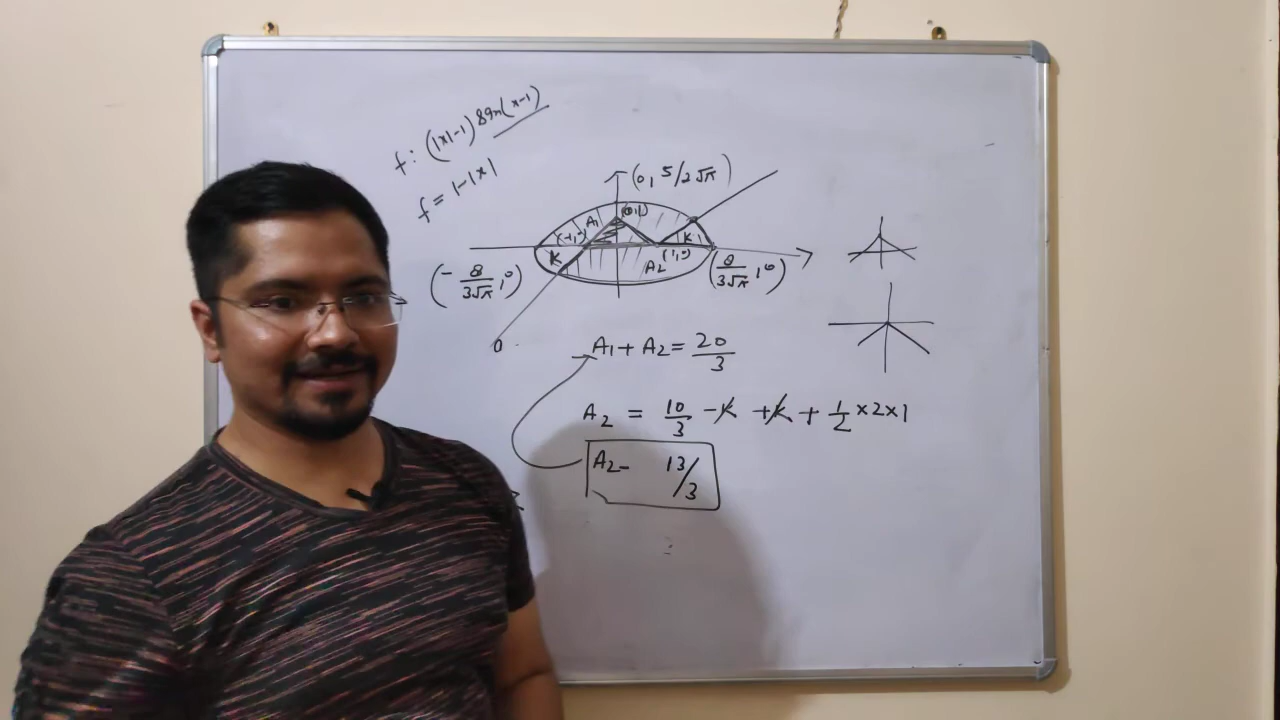 f: (|x|-1) sgn(x-1)
f = 1-|x|
(0, 5/2√π)
A₁
(0,1)
(-1,0)
K
K
(1,0)
A₂
(-8/3√π, 0)
(8/3√π, 0)
A₁ + A₂ = 20/3
A₂ = 10/3 - K + K + 1/2 × 2 × 1
A₂ - 13/3